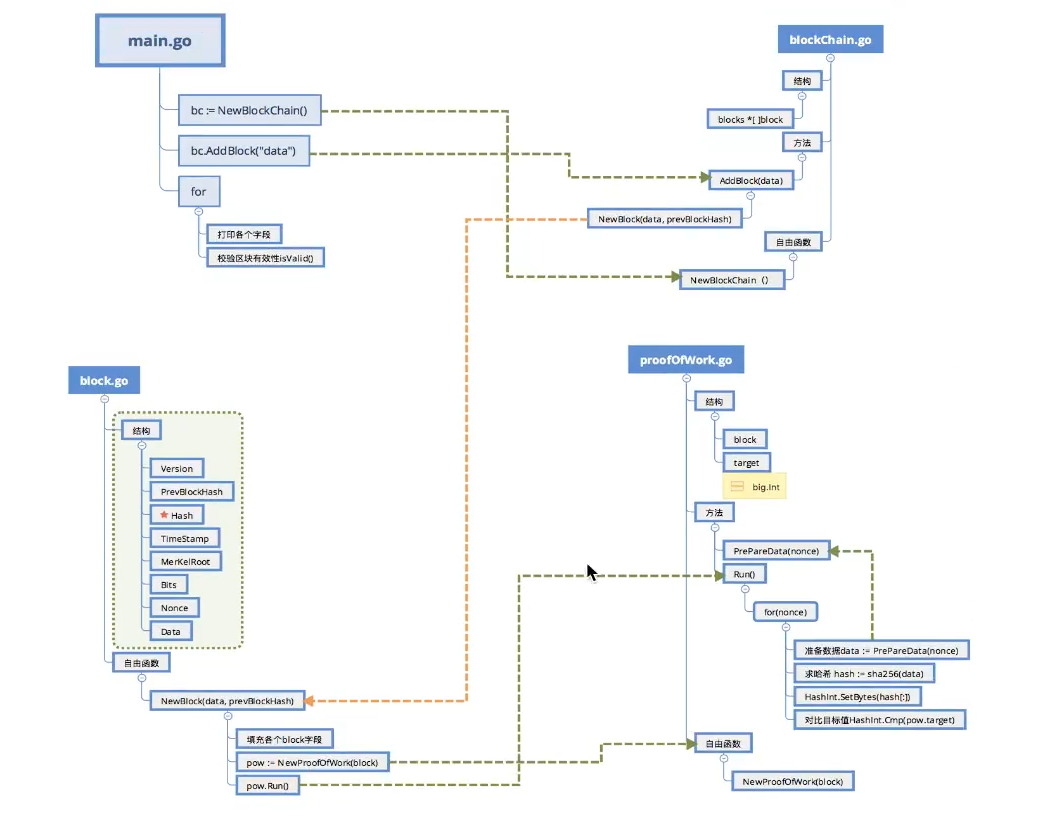 main.go
bc := NewBlockChain()
bc.AddBlock("data")
for
打印各个字段
校验区块有效性isValid()
blockChain.go
结构
blocks *[ ]block
方法
AddBlock(data)
NewBlock(data, prevBlockHash)
自由函数
NewBlockChain（）
block.go
结构
Version
PrevBlockHash
Hash
TimeStamp
MerKelRoot
Bits
Nonce
Data
自由函数
NewBlock(data, prevBlockHash)
填充各个block字段
pow := NewProofOfWork(block)
pow.Run()
proofOfWork.go
结构
block
target
big.Int
方法
PrePareData(nonce)
Run()
for(nonce)
准备数据data := PrePareData(nonce)
求哈希 hash := sha256(data)
HashInt.SetBytes(hash[:])
对比目标值HashInt.Cmp(pow.target)
自由函数
NewProofOfWork(block)